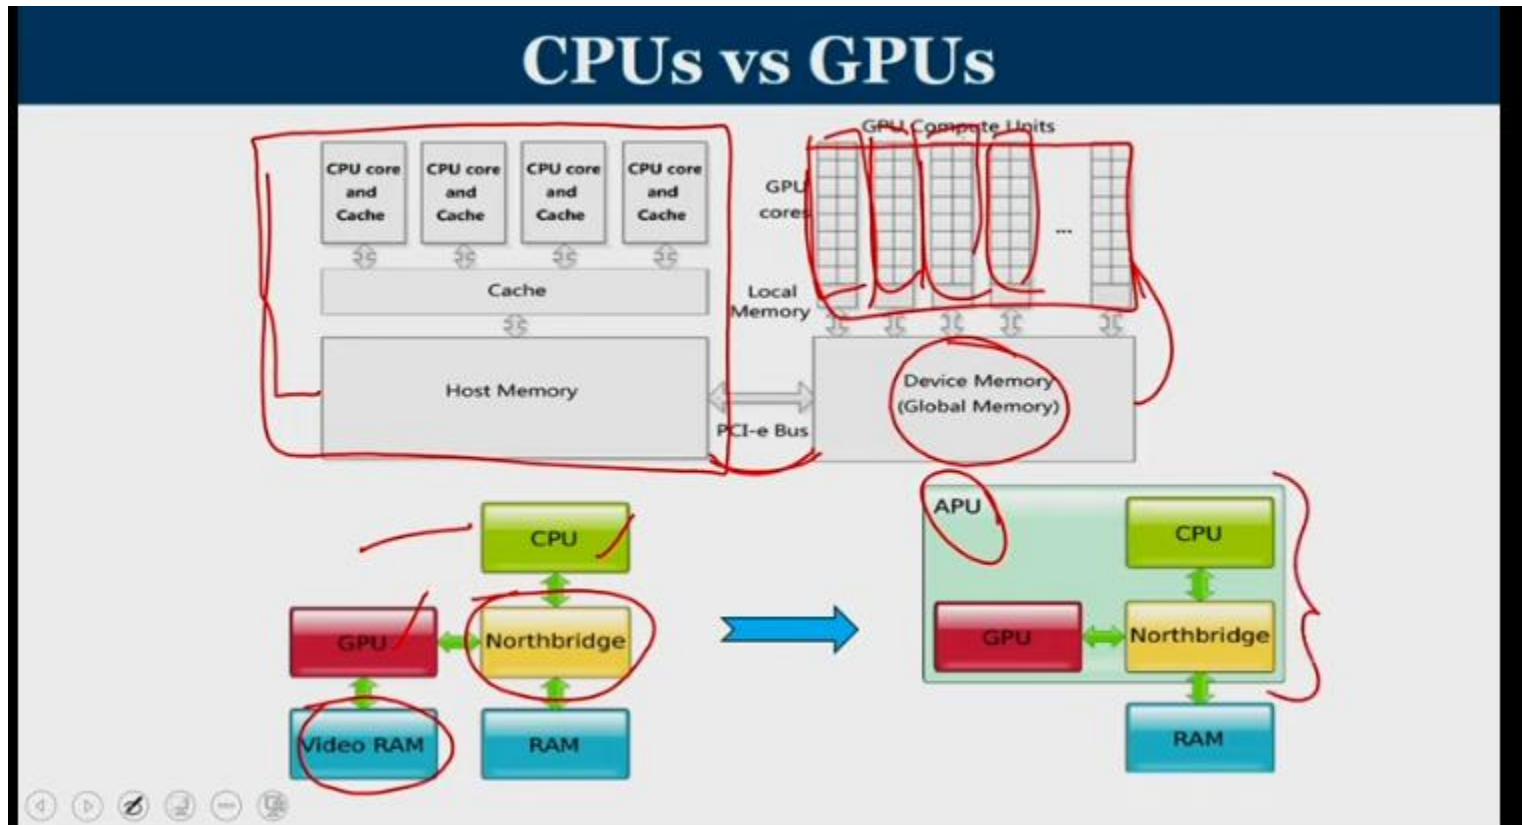 CPUs vs GPUs
CPU core
and
Cache
CPU core
and
Cache
CPU core
and
Cache
CPU core
and
Cache
Cache
Host Memory
PCI-e Bus
GPU Compute Units
GPU
cores
...
Local
Memory
Device Memory
(Global Memory)
CPU
GPU
Northbridge
Video RAM
RAM
APU
CPU
GPU
Northbridge
RAM